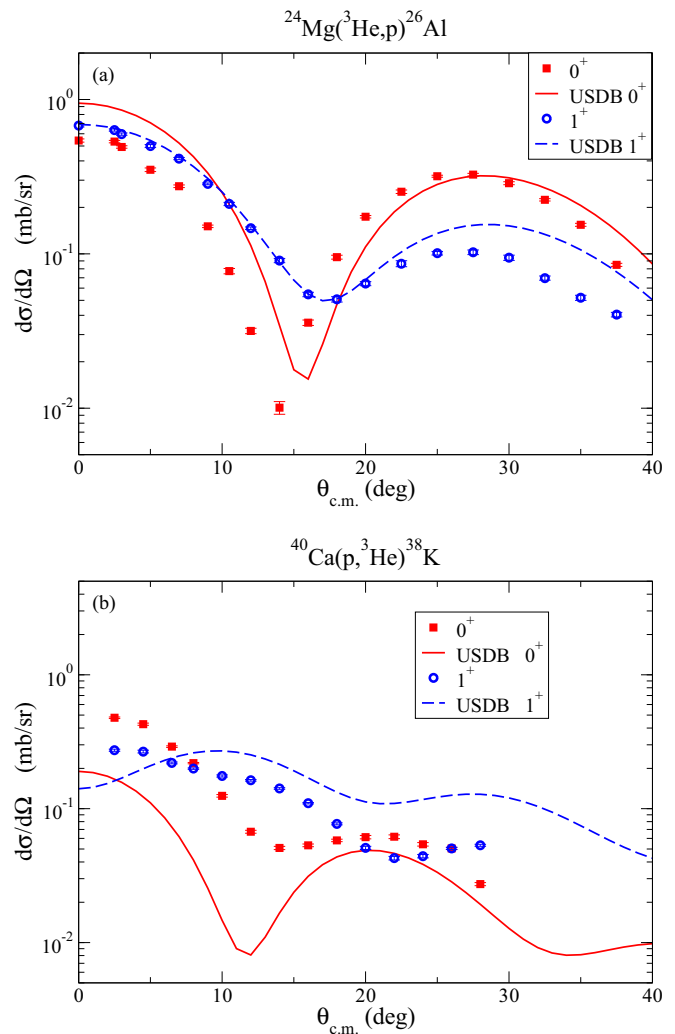 ²⁴Mg(³He,p)²⁶Al
(a)
0⁺
USDB 0⁺
1⁺
USDB 1⁺
10⁰
10⁻¹
10⁻²
dσ/dΩ (mb/sr)
0 10 20 30 40
θc.m. (deg)
⁴⁰Ca(p,³He)³⁸K
(b)
0⁺
USDB 0⁺
1⁺
USDB 1⁺
10⁰
10⁻¹
10⁻²
dσ/dΩ (mb/sr)
0 10 20 30 40
θc.m. (deg)